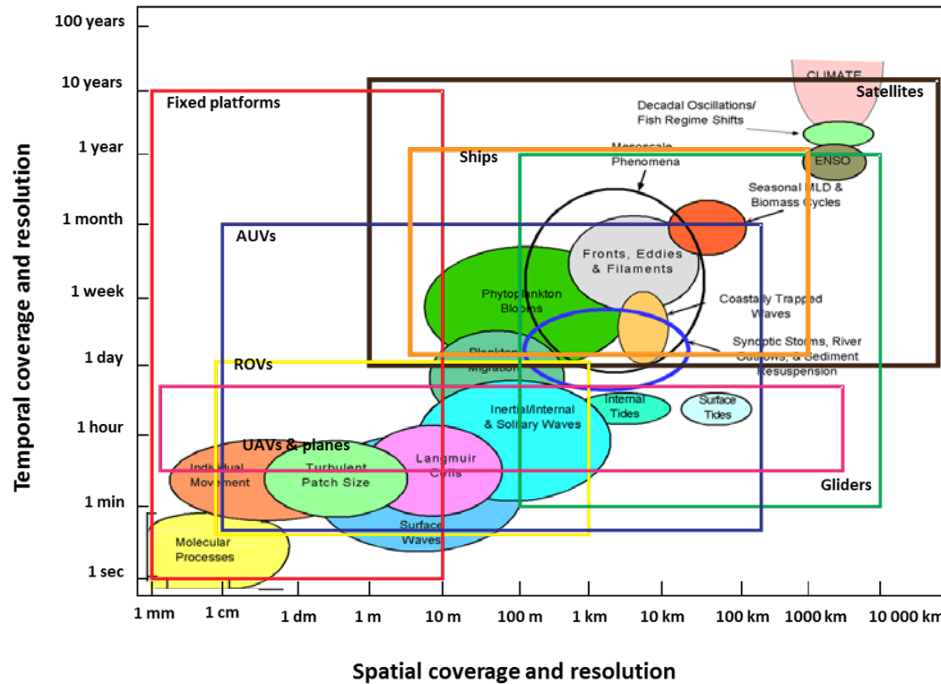 100 years
10 years
1 year
1 month
1 week
1 day
1 hour
1 min
1 sec
Temporal coverage and resolution
CLIMATE
Satellites
Fixed platforms
Decadal Oscillations/
Fish Regime Shifts
Ships
Mesoscale
Phenomena
ENSO
Seasonal MLD &
Biomass Cycles
AUVs
Fronts, Eddies
& Filaments
Phytoplankton
Blooms
Coastally Trapped
Waves
Synoptic Storms, River
Outflows, & Sediment
Resuspension
Plankton
Migration
ROVs
Internal
Tides
Surface
Tides
Inertial/Internal
& Solitary Waves
UAVs & planes
Individual
Movement
Turbulent
Patch Size
Langmuir
Cells
Gliders
Surface
Waves
Molecular
Processes
1 mm
1 cm
1 dm
1 m
10 m
100 m
1 km
10 km
100 km
1000 km
10 000 km
Spatial coverage and resolution